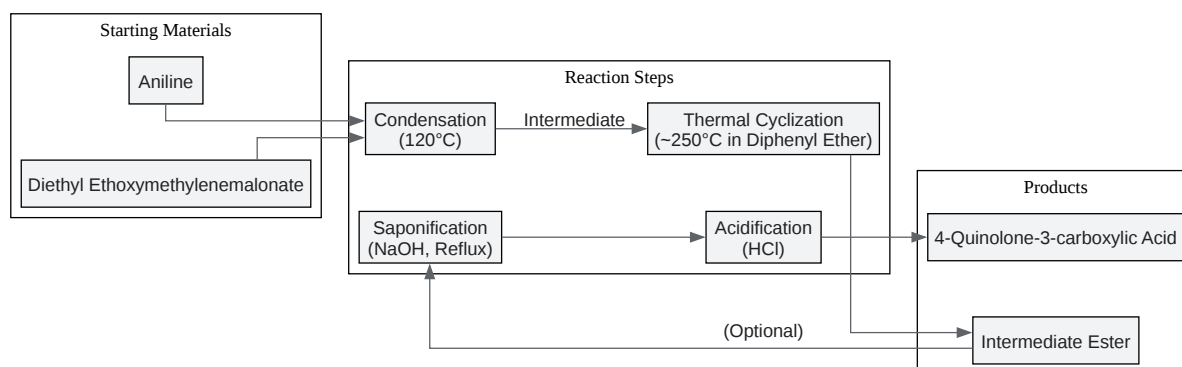 Starting Materials
Aniline
Diethyl Ethoxymethylenemalonate
Reaction Steps
Condensation
(120°C)
Intermediate
Thermal Cyclization
(~250°C in Diphenyl Ether)
Saponification
(NaOH, Reflux)
Acidification
(HCl)
Products
4-Quinolone-3-carboxylic Acid
(Optional)
Intermediate Ester